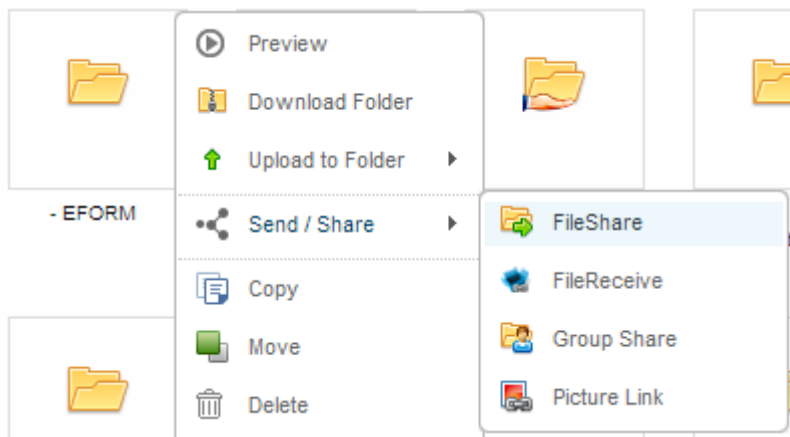 Preview
Download Folder
Upload to Folder
- EFORM
Send / Share
FileShare
Copy
FileReceive
Move
Group Share
Delete
Picture Link